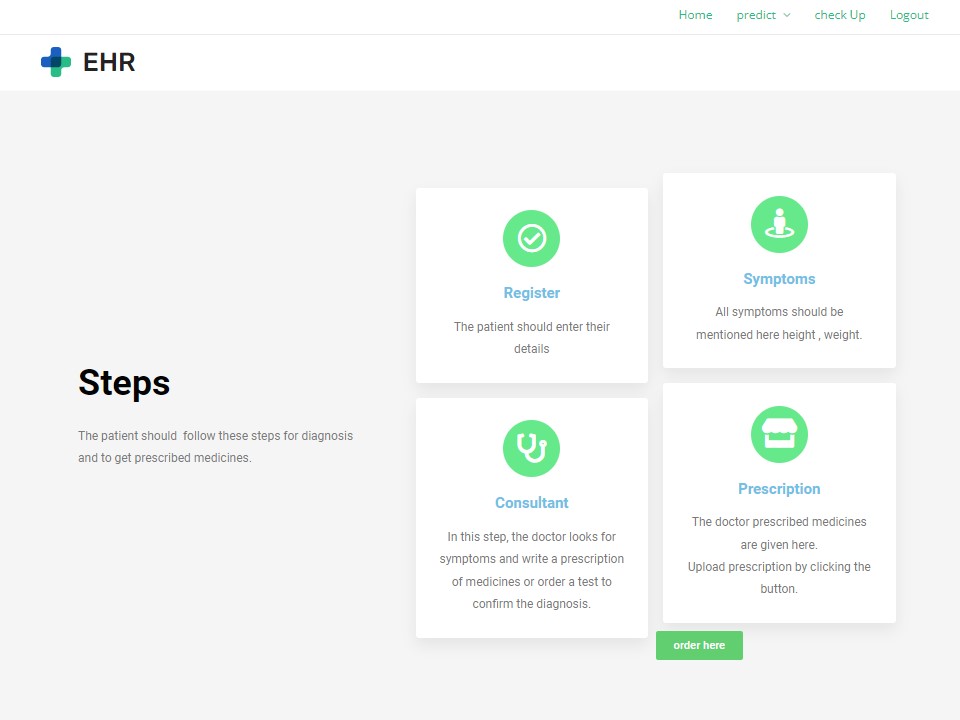 Home predict check Up Logout
EHR
Steps
The patient should  follow these steps for diagnosis
and to get prescribed medicines.
Register
The patient should enter their
details
Symptoms
All symptoms should be
mentioned here height , weight.
Consultant
In this step, the doctor looks for
symptoms and write a prescription
of medicines or order a test to
confirm the diagnosis.
Prescription
The doctor prescribed medicines
are given here.
Upload prescription by clicking the
button.
order here